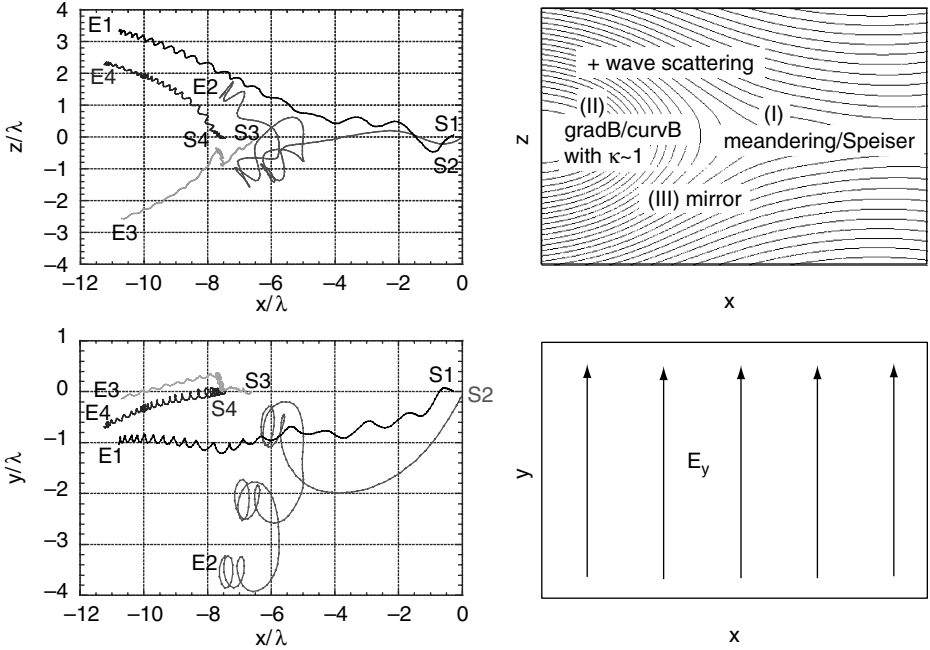 4
3
2
1
0
−1
−2
−3
−4
z/λ
−12 −10 −8 −6 −4 −2 0
x/λ
E1
E4
E2
S4
S3
S1
S2
E3
z
+ wave scattering
(II)
gradB/curvB
with κ~1
(I)
meandering/Speiser
(III) mirror
x
1
0
−1
−2
−3
−4
y/λ
−12 −10 −8 −6 −4 −2 0
x/λ
E3
S3
S1
S2
E4
S4
E1
E2
y
E_y
x